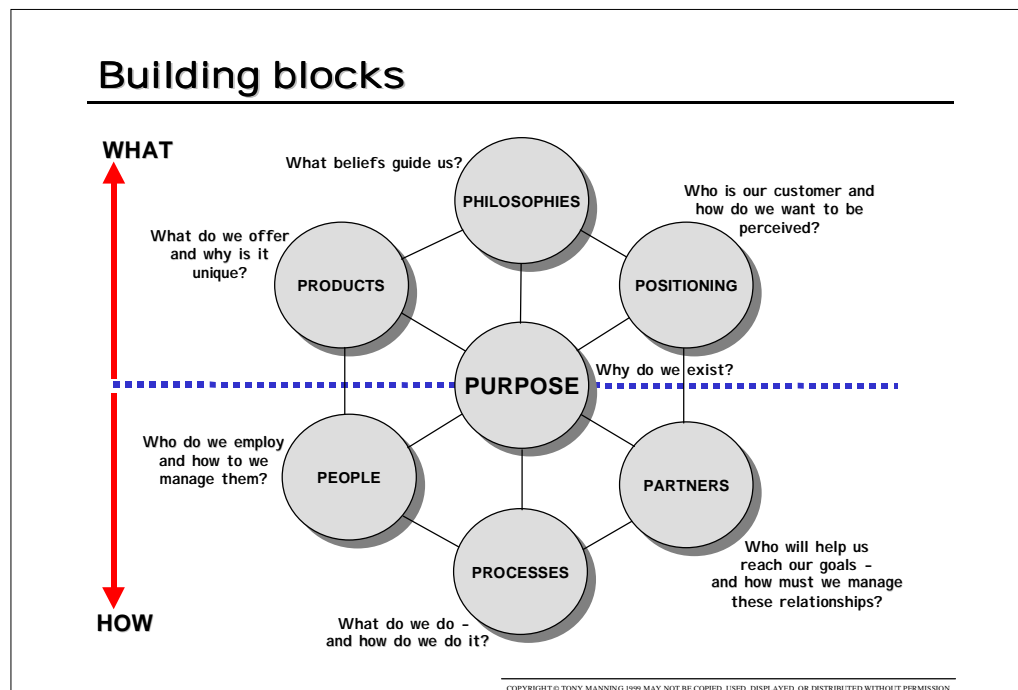 Building blocks
WHAT
What beliefs guide us?
PHILOSOPHIES
Who is our customer and
how do we want to be
perceived?
What do we offer
and why is it
unique?
PRODUCTS
POSITIONING
Why do we exist?
PURPOSE
Who do we employ
and how to we
manage them?
PEOPLE
PARTNERS
Who will help us
reach our goals –
and how must we manage
these relationships?
PROCESSES
HOW
What do we do –
and how do we do it?
COPYRIGHT © TONY MANNING 1999 MAY NOT BE COPIED, USED, DISPLAYED, OR DISTRIBUTED WITHOUT PERMISSION